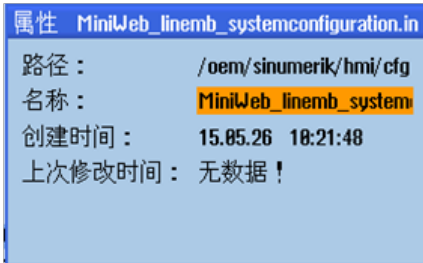 属性 MiniWeb_linemb_systemconfiguration.in
路径： /oem/sinumerik/hmi/cfg
名称： MiniWeb_linemb_system
创建时间： 15.05.26 10:21:48
上次修改时间： 无数据！